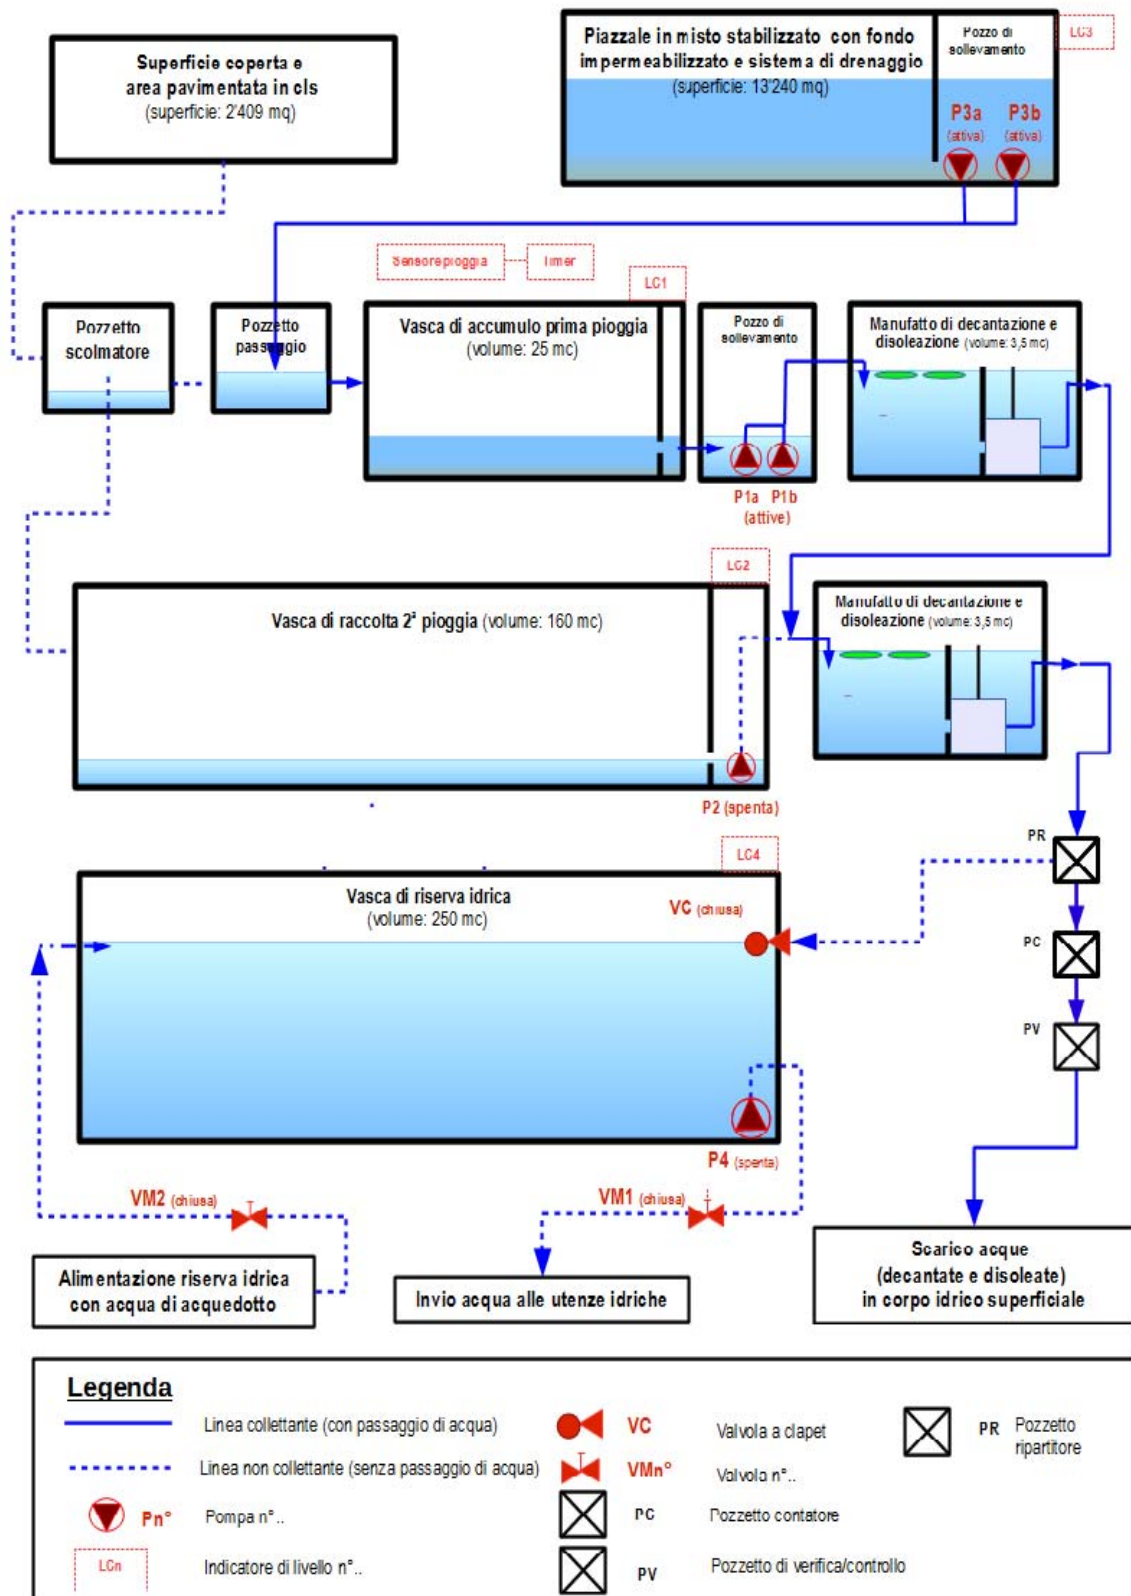 Superficie coperta e
area pavimentata in cls
(superficie: 2'409 mq)
Piazzale in misto stabilizzato con fondo
impermeabilizzato e sistema di drenaggio
(superficie: 13'240 mq)
Pozzo di
sollevamento
LC3
P3a
(attiva)
P3b
(attiva)
Sensore pioggia
Timer
LC1
Pozzetto
scolmatore
Pozzetto
passaggio
Vasca di accumulo prima pioggia
(volume: 25 mc)
Pozzo di
sollevamento
Manufatto di decantazione e
disoleazione (volume: 3,5 mc)
P1a P1b
(attive)
LC2
Vasca di raccolta 2ª pioggia (volume: 160 mc)
Manufatto di decantazione e
disoleazione (volume: 3,5 mc)
P2 (spenta)
PR
LC4
Vasca di riserva idrica
(volume: 250 mc)
VC (chiusa)
PC
PV
P4 (spenta)
VM2 (chiusa)
VM1 (chiusa)
Alimentazione riserva idrica
con acqua di acquedotto
Invio acqua alle utenze idriche
Scarico acque
(decantate e disoleate)
in corpo idrico superficiale
Legenda
Linea collettante (con passaggio di acqua)
VC
Valvola a clapet
PR Pozzetto
ripartitore
Linea non collettante (senza passaggio di acqua)
VMn°
Valvola n°..
Pn°
Pompa n°..
PC
Pozzetto contatore
LCn
Indicatore di livello n°..
PV
Pozzetto di verifica/controllo